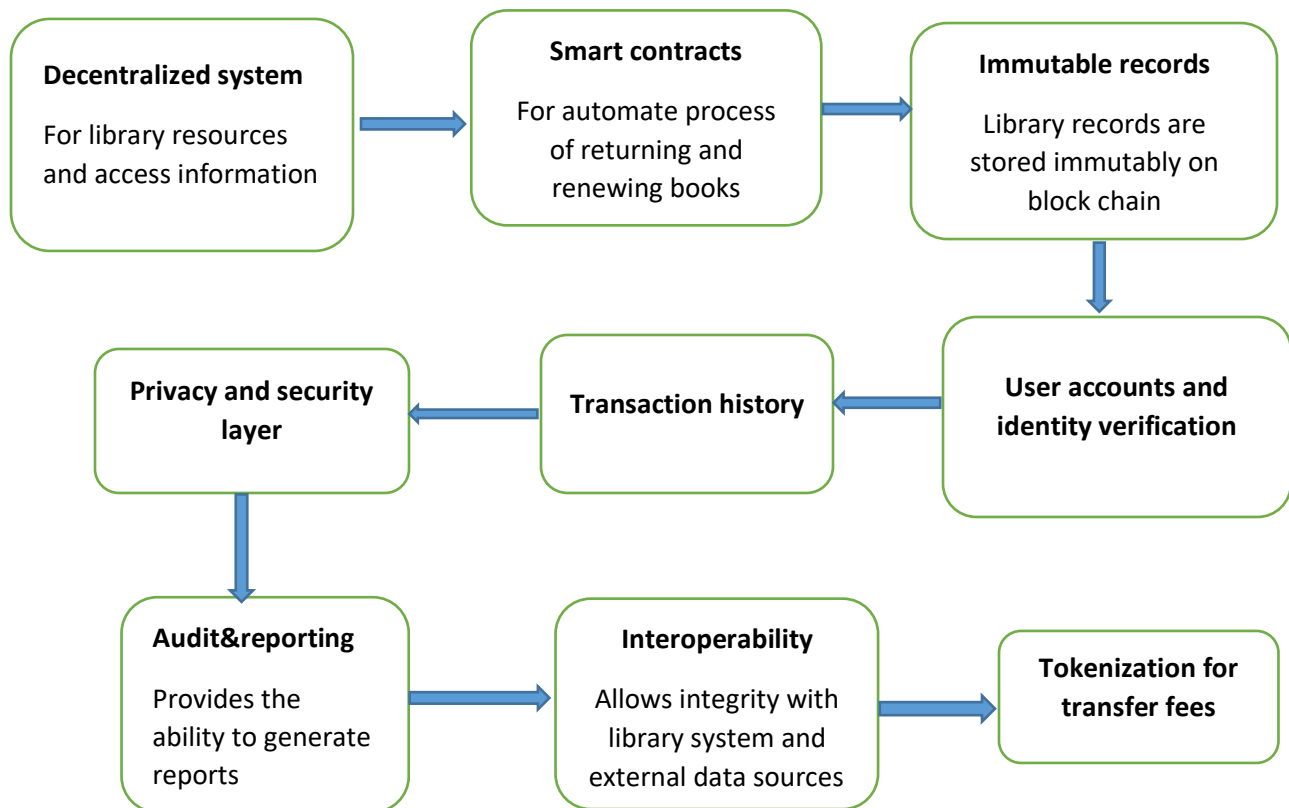 Decentralized system
For library resources
and access information
Smart contracts
For automate process
of returning and
renewing books
Immutable records
Library records are
stored immutably on
block chain
User accounts and
identity verification
Transaction history
Privacy and security
layer
Audit&reporting
Provides the
ability to generate
reports
Interoperability
Allows integrity with
library system and
external data sources
Tokenization for
transfer fees